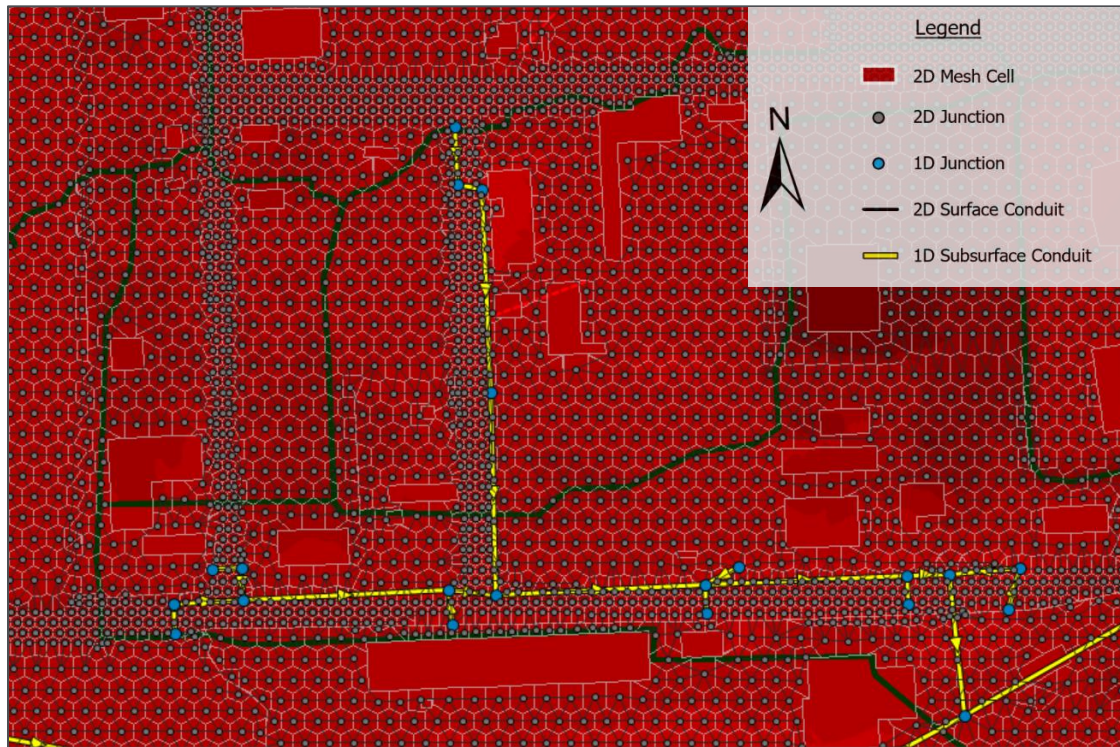 Legend
2D Mesh Cell
2D Junction
N
1D Junction
2D Surface Conduit
1D Subsurface Conduit